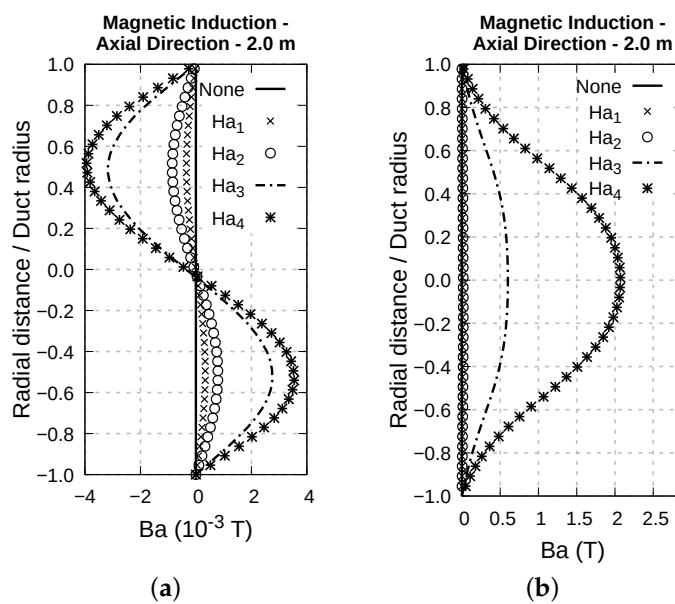 Magnetic Induction -
Axial Direction - 2.0 m
1.0
0.8
0.6
0.4
0.2
0.0
−0.2
−0.4
−0.6
−0.8
−1.0
Radial distance / Duct radius
None
Ha1
Ha2
Ha3
Ha4
−4 −2 0 2 4
Ba (10-3 T)
(a)
Magnetic Induction -
Axial Direction - 2.0 m
1.0
0.8
0.6
0.4
0.2
0.0
−0.2
−0.4
−0.6
−0.8
−1.0
Radial distance / Duct radius
None
Ha1
Ha2
Ha3
Ha4
0 0.5 1 1.5 2 2.5
Ba (T)
(b)